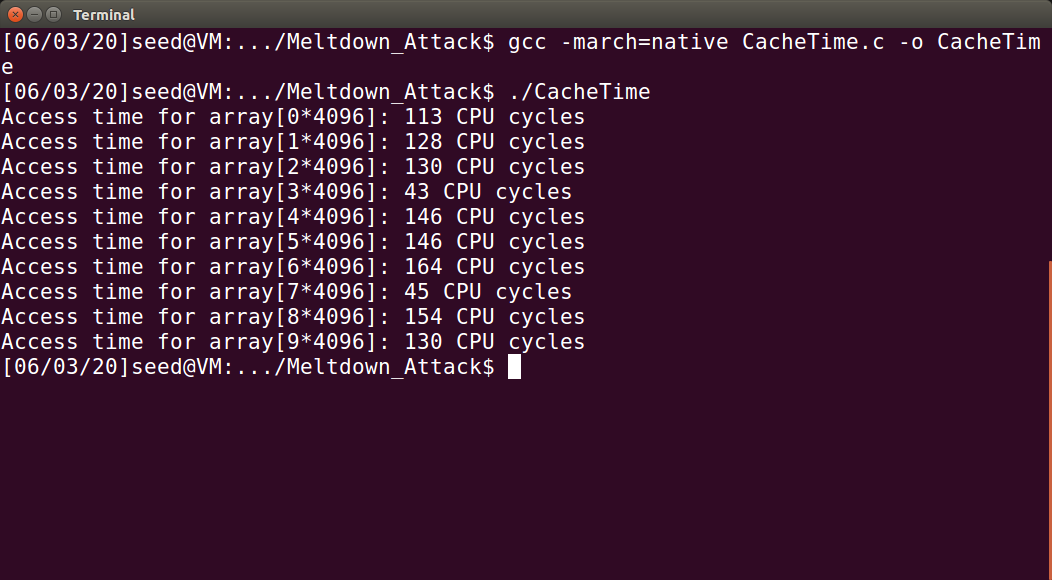 Terminal
[06/03/20]seed@VM:.../Meltdown_Attack$ gcc -march=native CacheTime.c -o CacheTim
e
[06/03/20]seed@VM:.../Meltdown_Attack$ ./CacheTime
Access time for array[0*4096]: 113 CPU cycles
Access time for array[1*4096]: 128 CPU cycles
Access time for array[2*4096]: 130 CPU cycles
Access time for array[3*4096]: 43 CPU cycles
Access time for array[4*4096]: 146 CPU cycles
Access time for array[5*4096]: 146 CPU cycles
Access time for array[6*4096]: 164 CPU cycles
Access time for array[7*4096]: 45 CPU cycles
Access time for array[8*4096]: 154 CPU cycles
Access time for array[9*4096]: 130 CPU cycles
[06/03/20]seed@VM:.../Meltdown_Attack$